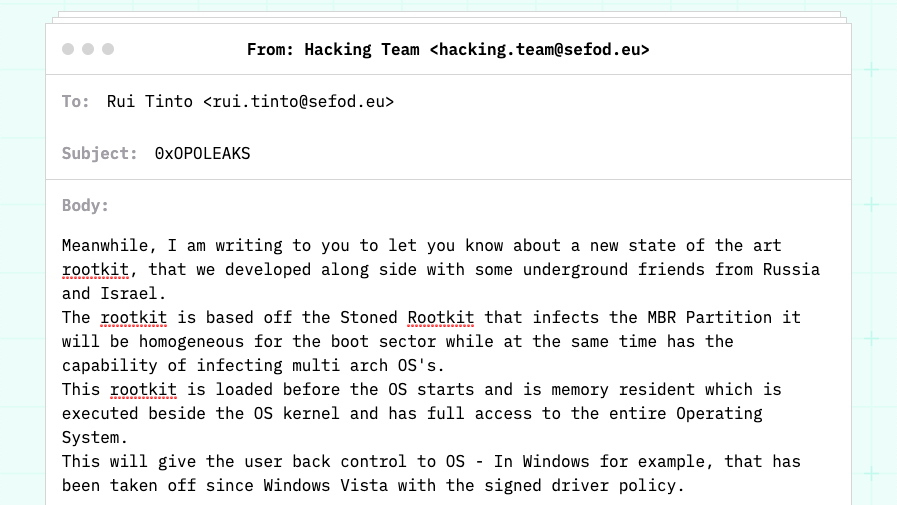 From: Hacking Team <hacking.team@sefod.eu>
To: Rui Tinto <rui.tinto@sefod.eu>
Subject: 0xOPOLEAKS
Body:
Meanwhile, I am writing to you to let you know about a new state of the art
rootkit, that we developed along side with some underground friends from Russia
and Israel.
The rootkit is based off the Stoned Rootkit that infects the MBR Partition it
will be homogeneous for the boot sector while at the same time has the
capability of infecting multi arch OS's.
This rootkit is loaded before the OS starts and is memory resident which is
executed beside the OS kernel and has full access to the entire Operating
System.
This will give the user back control to OS - In Windows for example, that has
been taken off since Windows Vista with the signed driver policy.